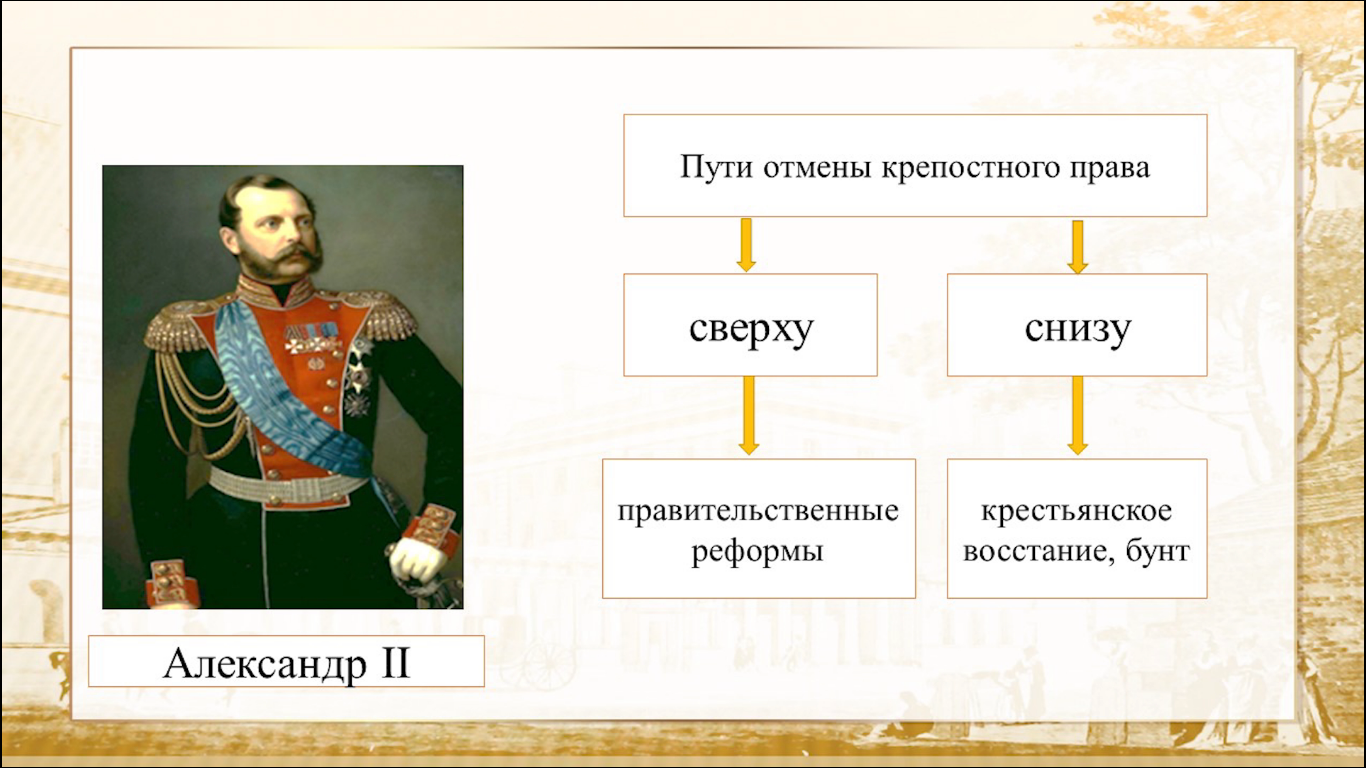 Пути отмены крепостного права
сверху
снизу
правительственные
реформы
крестьянское
восстание, бунт
Александр II